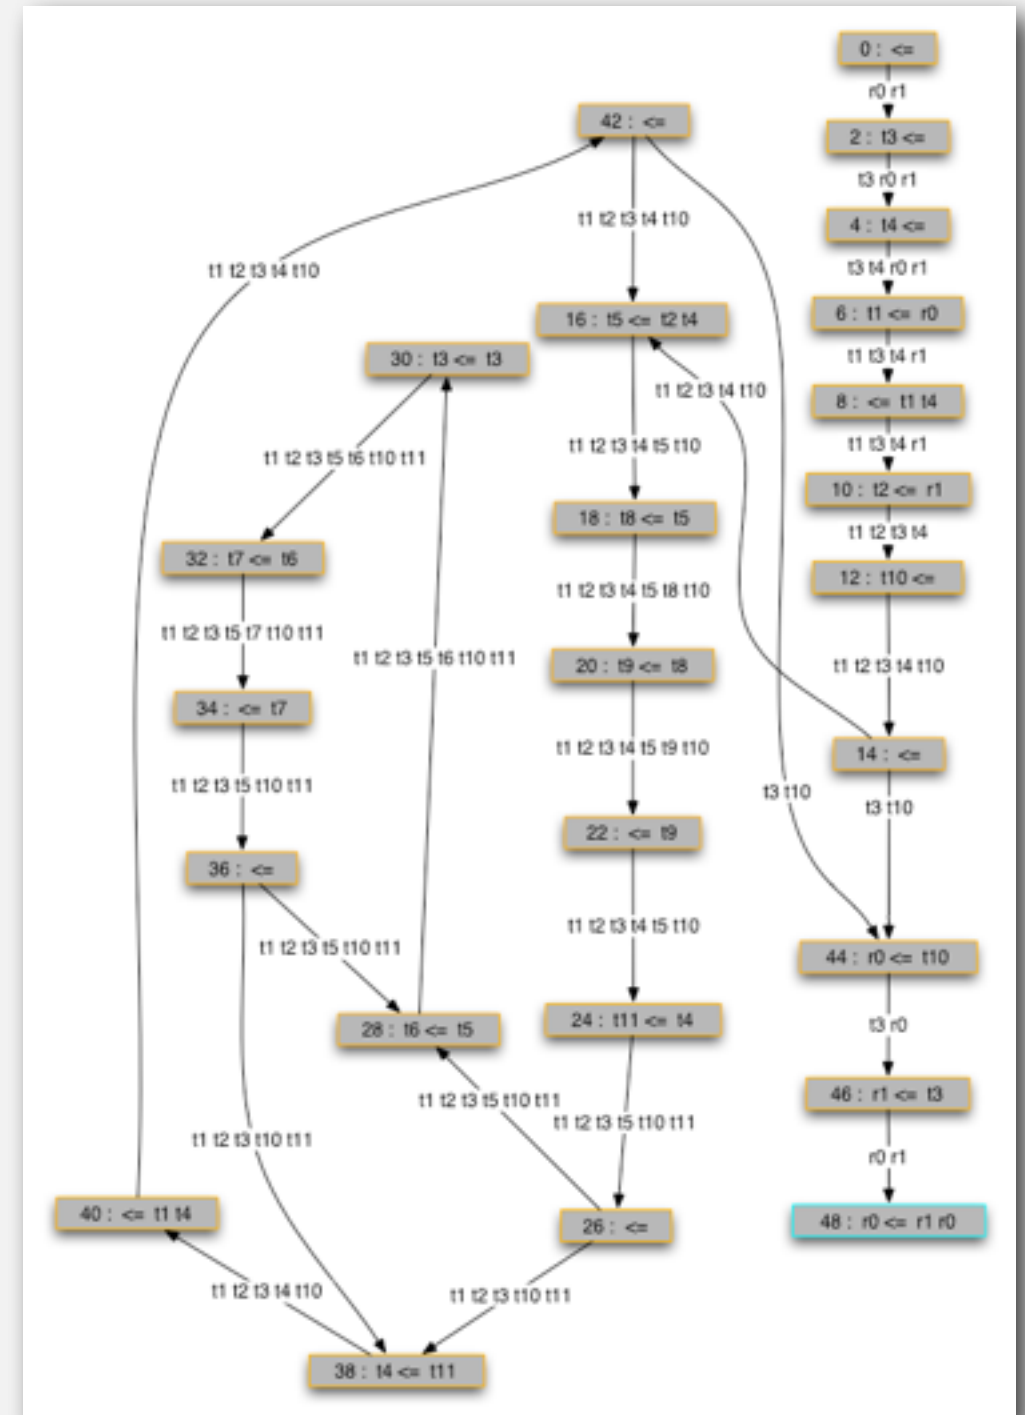 0 : <=
r0 r1
42 : <=
2 : t3 <=
t3 r0 r1
t1 t2 t3 t4 t10
4 : t4 <=
t1 t2 t3 t4 t10
t3 t4 r0 r1
16 : t5 <= t2 t4
6 : t1 <= r0
30 : t3 <= t3
t1 t3 t4 r1
t1 t2 t3 t4 t10
8 : <= t1 t4
t1 t2 t3 t5 t6 t10 t11
t1 t2 t3 t4 t5 t10
t1 t3 t4 r1
10 : t2 <= r1
18 : t8 <= t5
t1 t2 t3 t4
32 : t7 <= t6
12 : t10 <=
t1 t2 t3 t4 t5 t8 t10
t1 t2 t3 t5 t7 t10 t11
t1 t2 t3 t5 t6 t10 t11
20 : t9 <= t8
t1 t2 t3 t4 t10
34 : <= t7
t1 t2 t3 t4 t5 t9 t10
14 : <=
t1 t2 t3 t5 t10 t11
t3 t10
t3 t10
22 : <= t9
36 : <=
t1 t2 t3 t5 t10 t11
t1 t2 t3 t4 t5 t10
44 : r0 <= t10
28 : t6 <= t5
24 : t11 <= t4
t3 r0
t1 t2 t3 t5 t10 t11
t1 t2 t3 t5 t10 t11
46 : r1 <= t3
t1 t2 t3 t10 t11
r0 r1
40 : <= t1 t4
26 : <=
48 : r0 <= r1 r0
t1 t2 t3 t4 t10
t1 t2 t3 t10 t11
38 : t4 <= t11